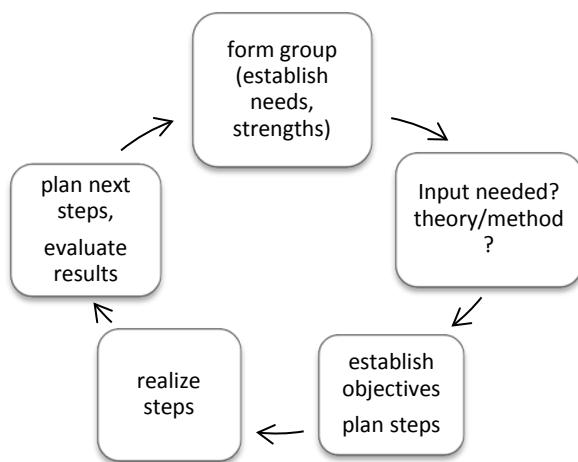 form group
(establish
needs,
strengths)
Input needed?
theory/method
?
establish
objectives
plan steps
realize
steps
plan next
steps,
evaluate
results